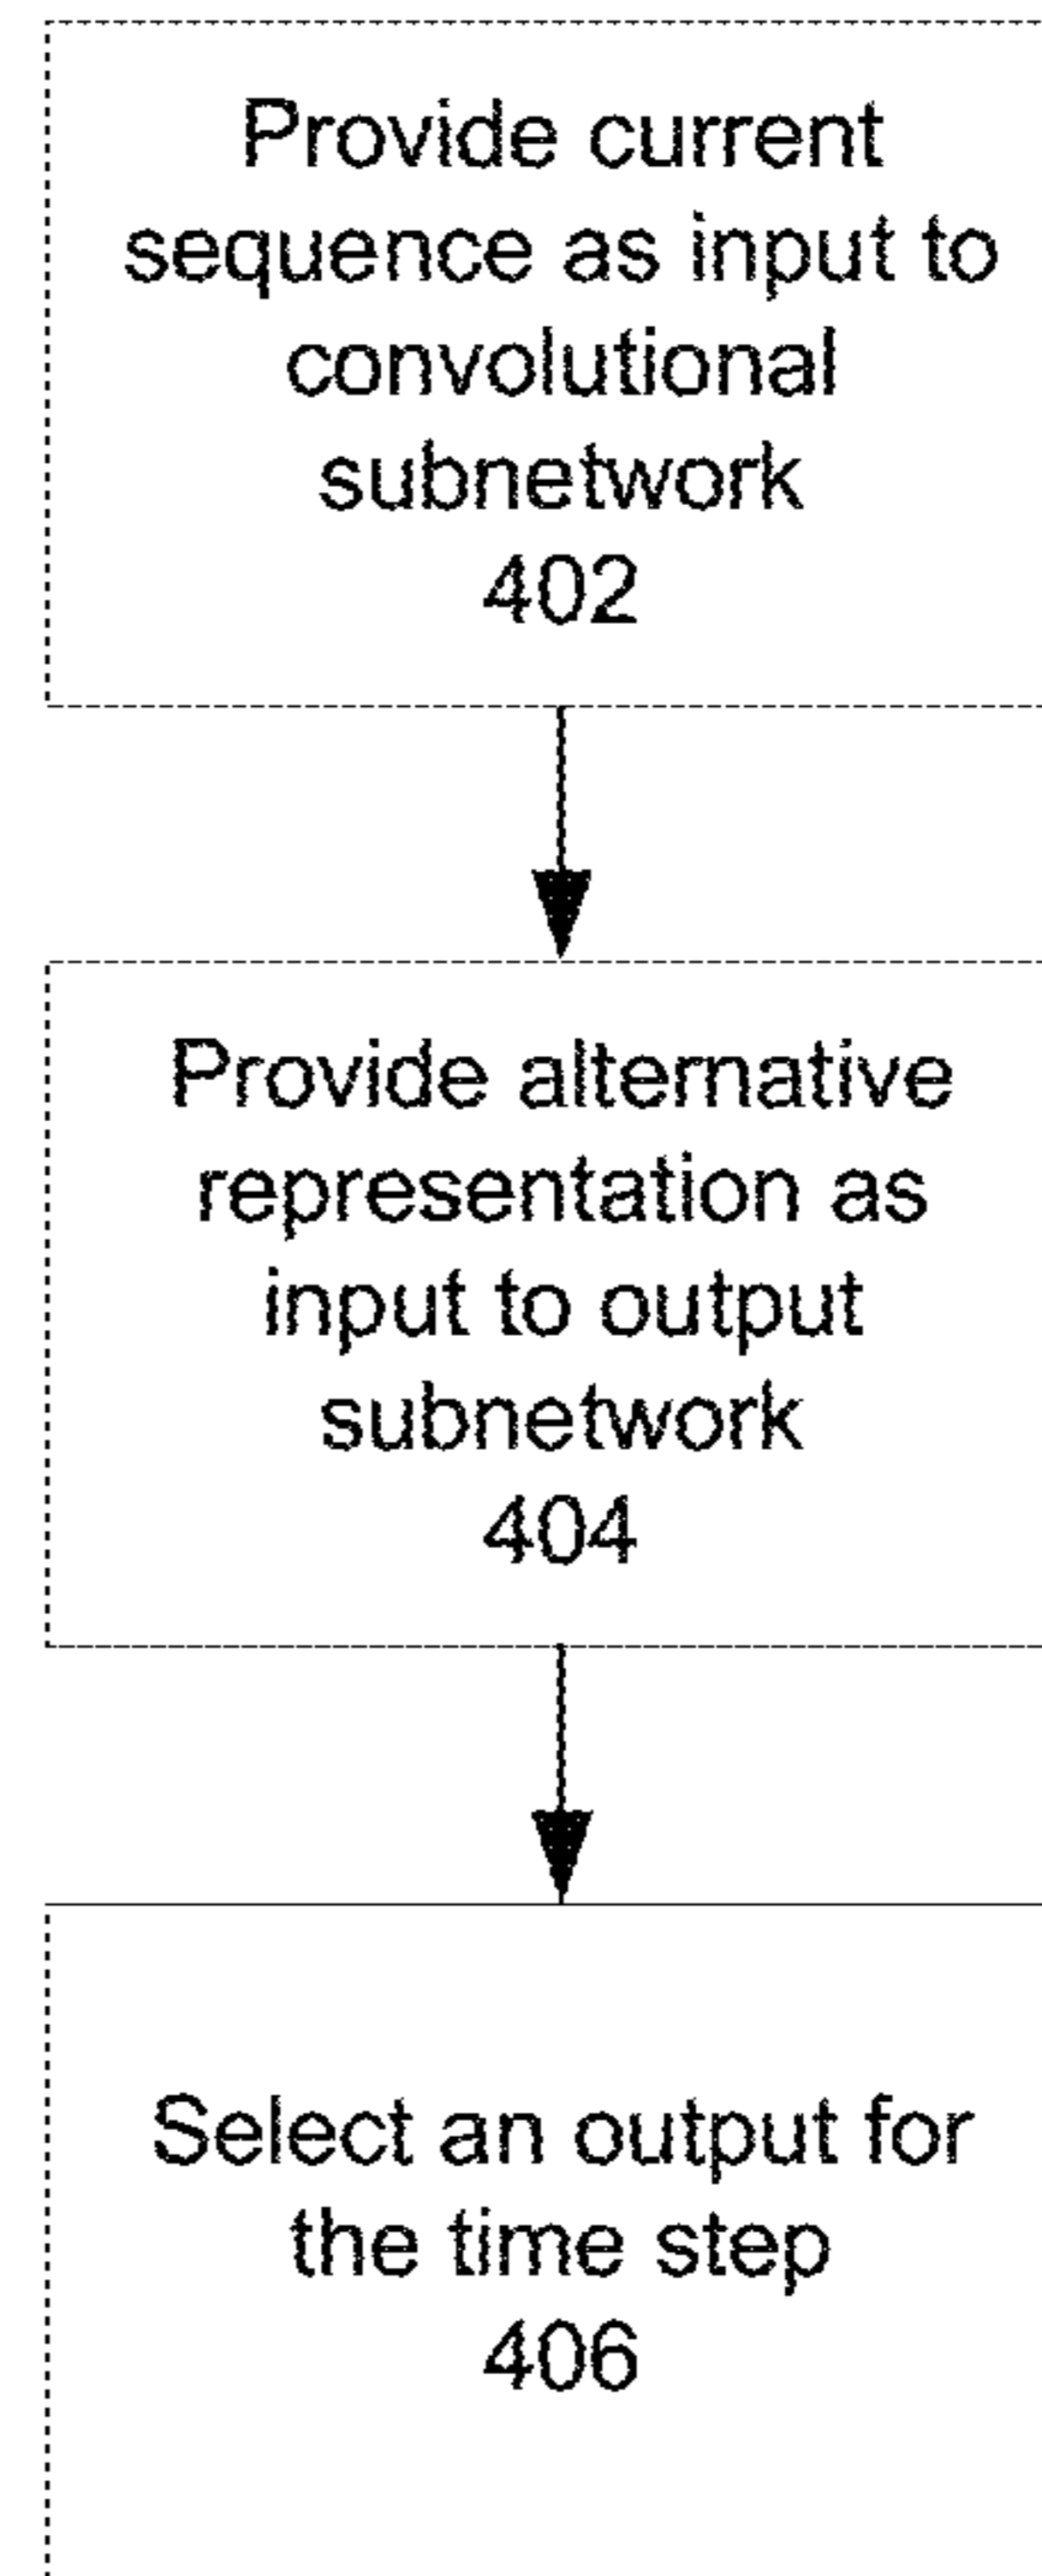 Provide current
sequence as input to
convolutional
subnetwork
402
Provide alternative
representation as
input to output
subnetwork
404
Select an output for
the time step
406